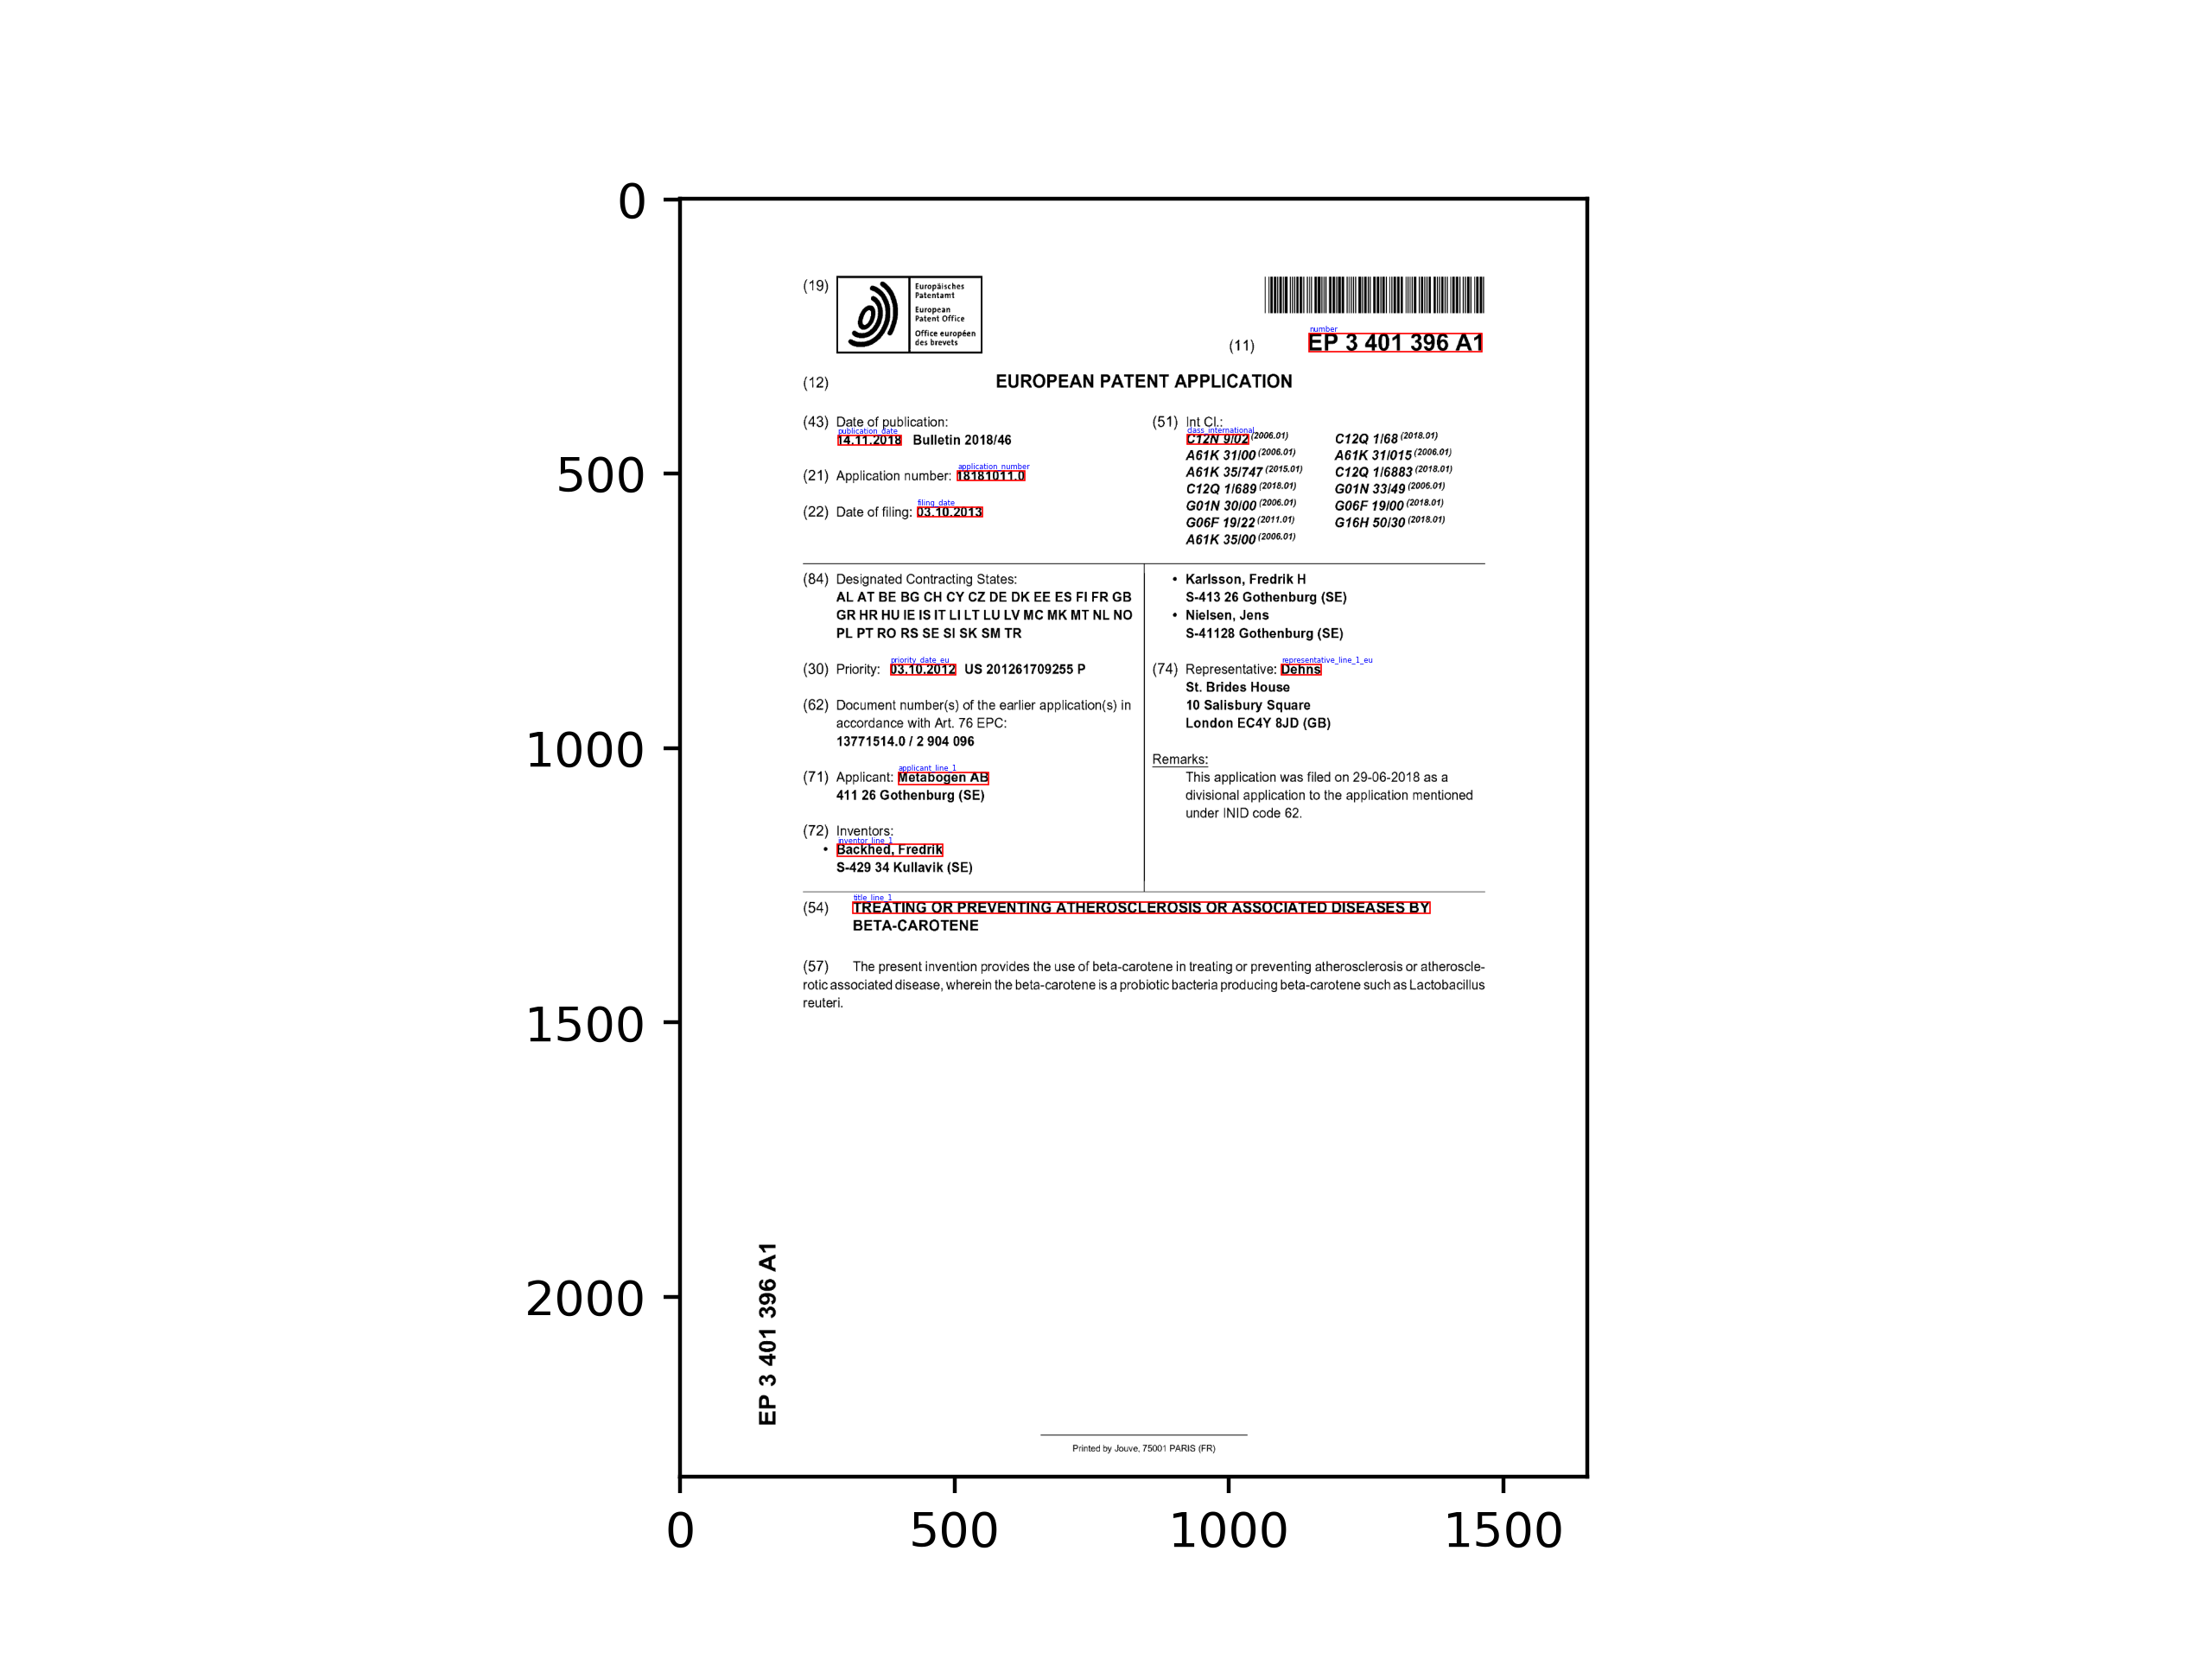 0
500
1000
1500
2000
0
500
1000
1500
(19)
Europäisches
Patentamt
European
Patent Office
Office européen
des brevets
number
(11) EP 3 401 396 A1
(12) EUROPEAN PATENT APPLICATION
(43) Date of publication:
publication_date
14.11.2018 Bulletin 2018/46
application_number
(21) Application number: 18181011.0
filing_date
(22) Date of filing: 03.10.2013
(51) Int Cl.:
class_international
C12N 9/02 (2006.01) C12Q 1/68 (2018.01)
A61K 31/00 (2006.01) A61K 31/015 (2006.01)
A61K 35/747 (2015.01) C12Q 1/6883 (2018.01)
C12Q 1/689 (2018.01) G01N 33/49 (2006.01)
G01N 30/00 (2006.01) G06F 19/00 (2018.01)
G06F 19/22 (2011.01) G16H 50/30 (2018.01)
A61K 35/00 (2006.01)
(84) Designated Contracting States:
AL AT BE BG CH CY CZ DE DK EE ES FI FR GB
GR HR HU IE IS IT LI LT LU LV MC MK MT NL NO
PL PT RO RS SE SI SK SM TR
priority_date_eu
(30) Priority: 03.10.2012 US 201261709255 P
(62) Document number(s) of the earlier application(s) in
accordance with Art. 76 EPC:
13771514.0 / 2 904 096
applicant_line_1
(71) Applicant: Metabogen AB
411 26 Gothenburg (SE)
(72) Inventors:
inventor_line_1
• Backhed, Fredrik
S-429 34 Kullavik (SE)
• Karlsson, Fredrik H
S-413 26 Gothenburg (SE)
• Nielsen, Jens
S-41128 Gothenburg (SE)
representative_line_1_eu
(74) Representative: Dehns
St. Brides House
10 Salisbury Square
London EC4Y 8JD (GB)
Remarks:
This application was filed on 29-06-2018 as a
divisional application to the application mentioned
under INID code 62.
title_line_1
(54) TREATING OR PREVENTING ATHEROSCLEROSIS OR ASSOCIATED DISEASES BY
BETA-CAROTENE
(57) The present invention provides the use of beta-carotene in treating or preventing atherosclerosis or atheroscle-
rotic associated disease, wherein the beta-carotene is a probiotic bacteria producing beta-carotene such as Lactobacillus
reuteri.
EP 3 401 396 A1
Printed by Jouve, 75001 PARIS (FR)